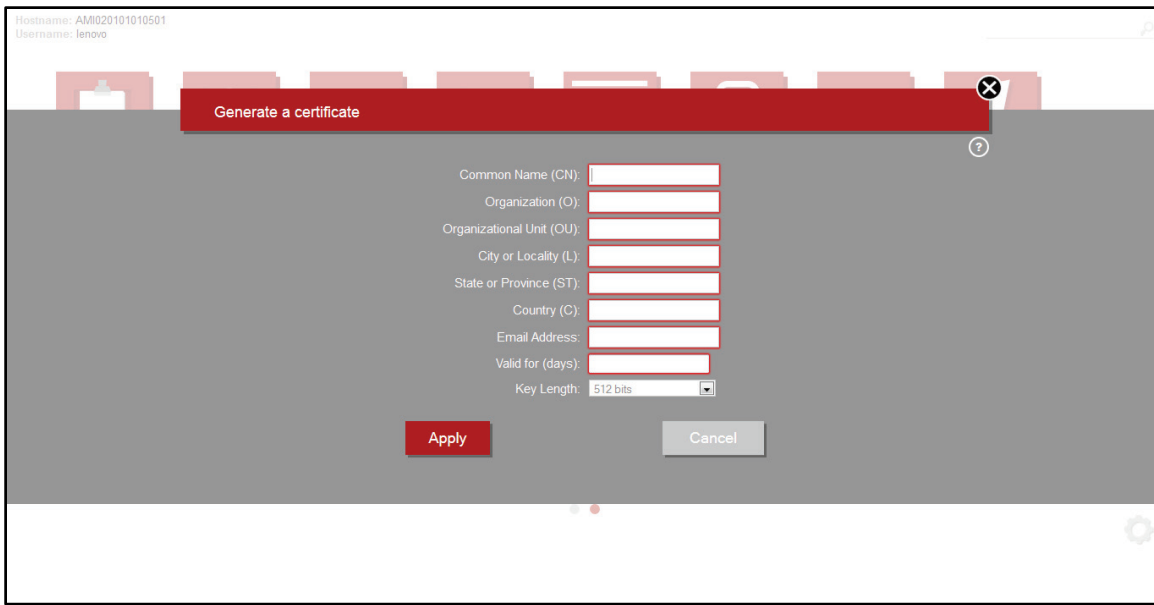 Hostname: AMI020101010501
Username: lenovo
Generate a certificate
?
Common Name (CN):
Organization (O):
Organizational Unit (OU):
City or Locality (L):
State or Province (ST):
Country (C):
Email Address:
Valid for (days):
Key Length: 512 bits
Apply
Cancel